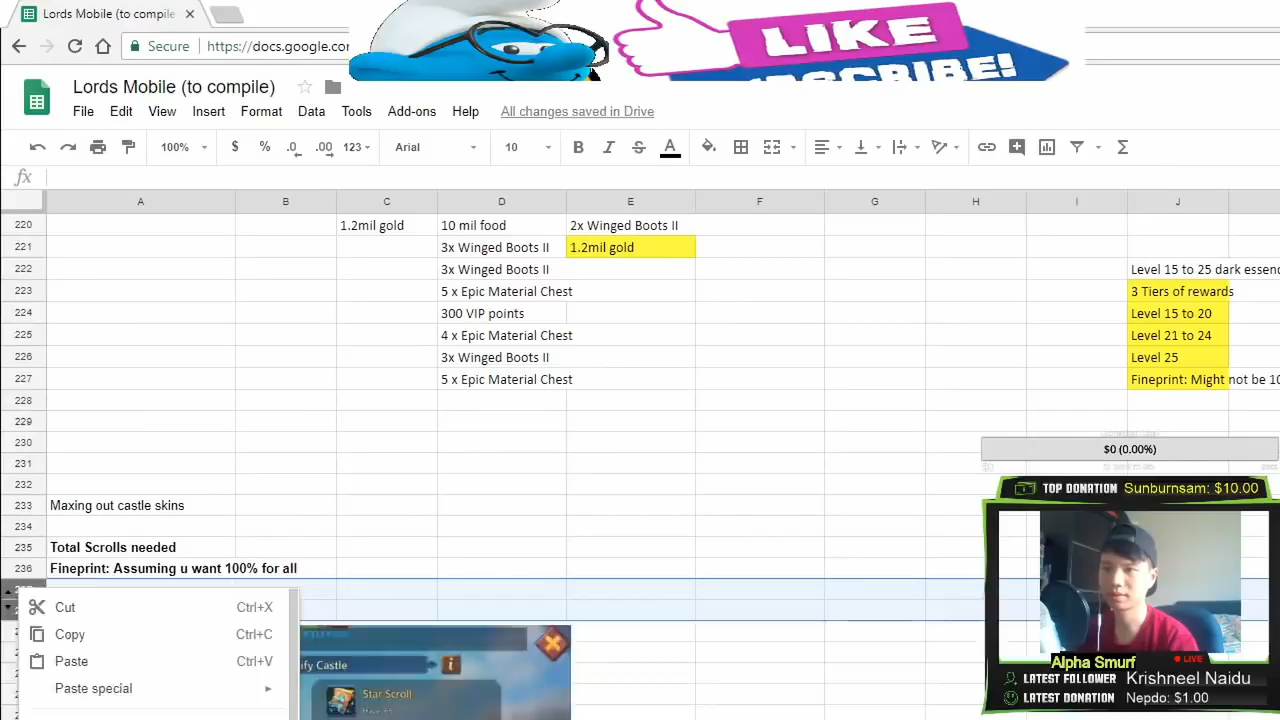 Lords Mobile (to compile
Secure
https://docs.google.com
LIKE
SUBSCRIBE!
Lords Mobile (to compile)
File Edit View Insert Format Data Tools Add-ons Help All changes saved in Drive
100% $ % .0 .00 123 Arial 10 B I S A
fx
A B C D E F G H I J
220 1.2mil gold 10 mil food 2x Winged Boots II
221 3x Winged Boots II 1.2mil gold
222 3x Winged Boots II Level 15 to 25 dark essen
223 5 x Epic Material Chest 3 Tiers of rewards
224 300 VIP points Level 15 to 20
225 4 x Epic Material Chest Level 21 to 24
226 3x Winged Boots II Level 25
227 5 x Epic Material Chest Fineprint: Might not be 10
228
229
230
$0 (0.00%)
231
232
233 Maxing out castle skins
234
235 Total Scrolls needed
236 Fineprint: Assuming u want 100% for all
Cut Ctrl+X
Copy Ctrl+C
Paste Ctrl+V
Paste special
ify Castle
Star Scroll
TOP DONATION Sunburnsam: $10.00
Alpha Smurf LIVE
LATEST FOLLOWER Krishneel Naidu
LATEST DONATION Nepdo: $1.00